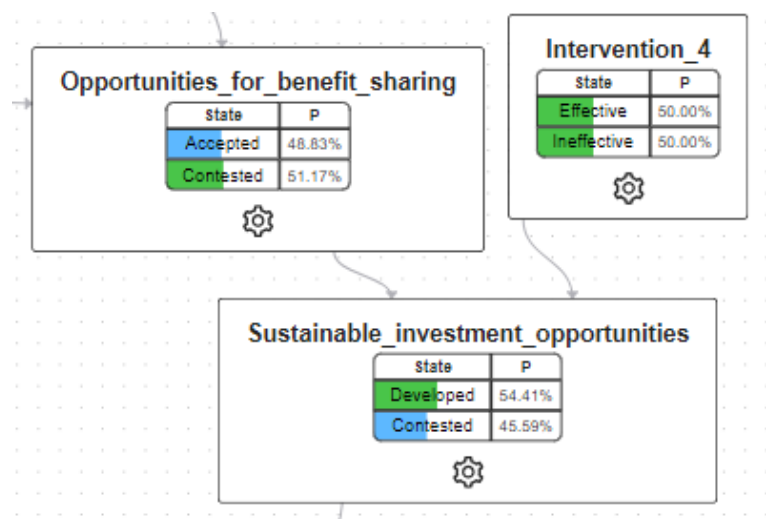 Opportunities_for_benefit_sharing
State P
Accepted 48.83%
Contested 51.17%
Intervention_4
State P
Effective 50.00%
Ineffective 50.00%
Sustainable_investment_opportunities
State P
Developed 54.41%
Contested 45.59%